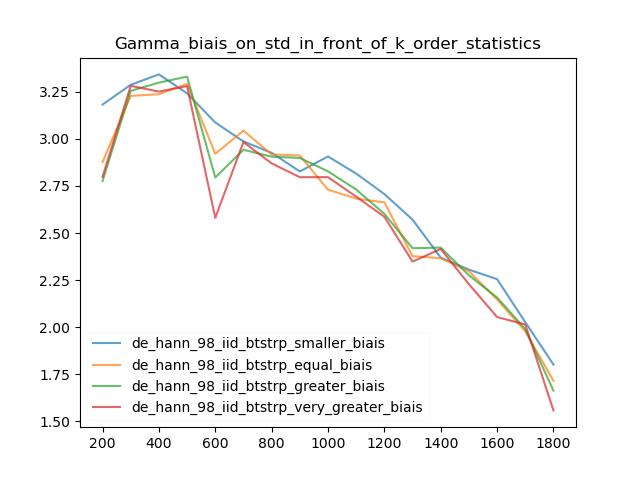 Gamma_biais_on_std_in_front_of_k_order_statistics
3.25
3.00
2.75
2.50
2.25
2.00
1.75
1.50
de_hann_98_iid_btstrp_smaller_biais
de_hann_98_iid_btstrp_equal_biais
de_hann_98_iid_btstrp_greater_biais
de_hann_98_iid_btstrp_very_greater_biais
200 400 600 800 1000 1200 1400 1600 1800